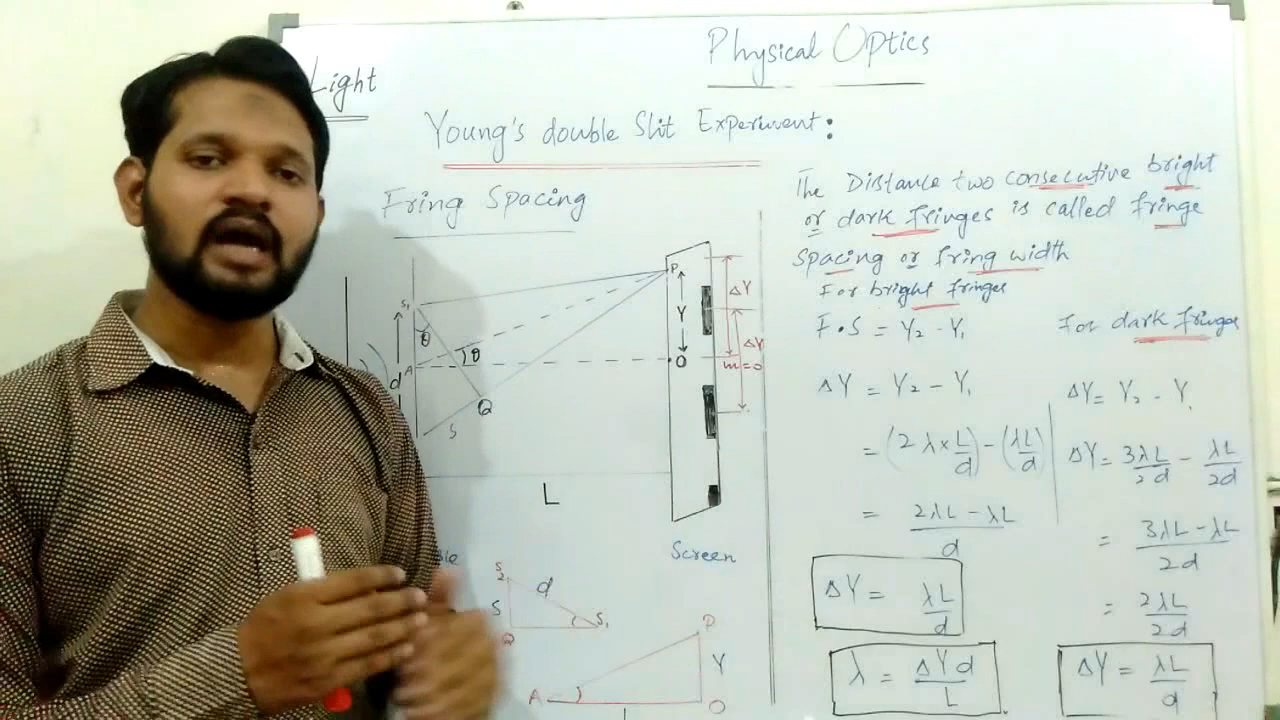 Light
Physical Optics
Young's double Slit Experiment:
Fring Spacing
S₁
θ
θ
A
d
Q
S
P
Y
O
ΔY
ΔY
m=0
L
Screen
S₂
d
S
S₁
Q
P
Y
A
O
The Distance two consecutive bright
or dark fringes is called fringe
spacing or fring width
For bright fringes
F.S = Y₂ - Y₁
ΔY = Y₂ - Y₁
= (2λ × L/d) - (λL/d)
= 2λL - λL / d
ΔY = λL/d
λ = ΔYd/L
For dark fringes
ΔY = Y₂ - Y₁
ΔY = 3λL/2d - λL/2d
= 3λL - λL / 2d
= 2λL/2d
ΔY = λL/d